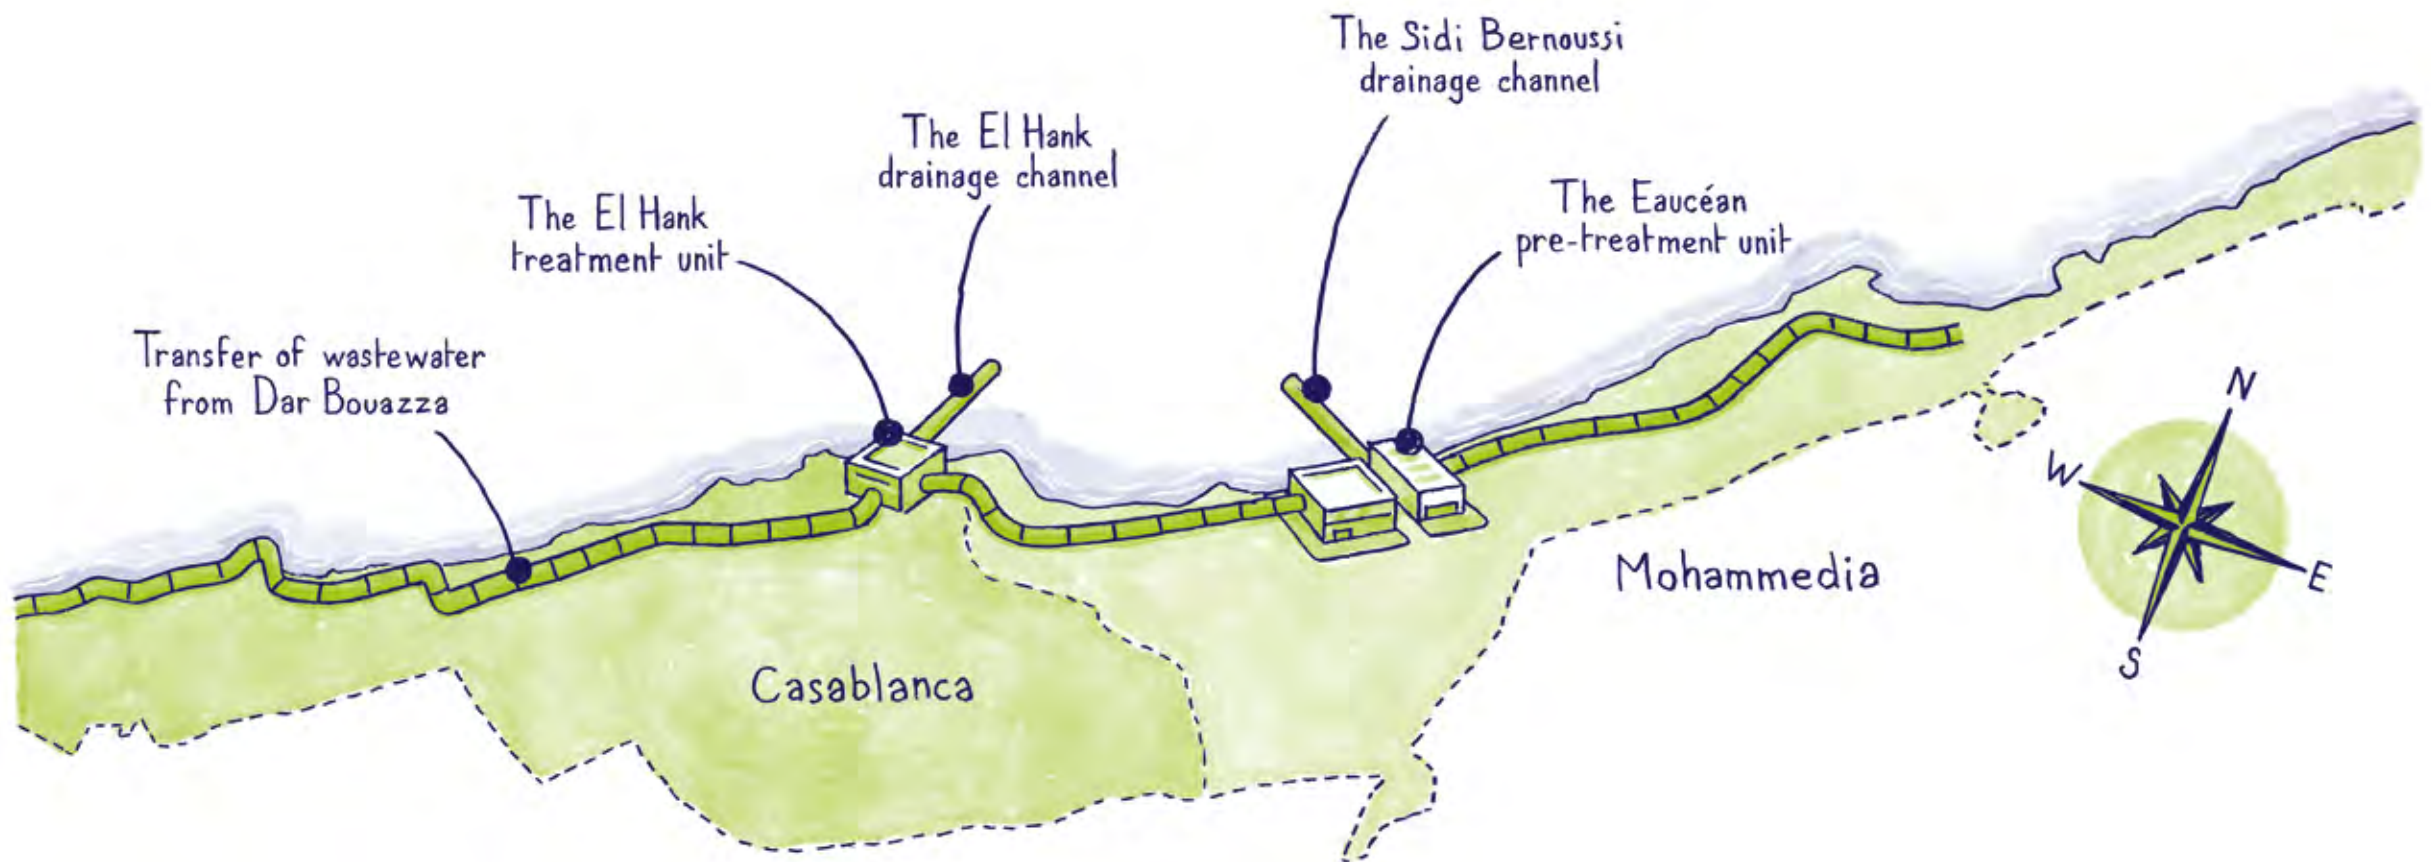 The Sidi Bernoussi
drainage channel
The El Hank
drainage channel
The Eaucéan
pre-treatment unit
The El Hank
treatment unit
Transfer of wastewater
from Dar Bouazza
Casablanca
Mohammedia
N
W
E
S